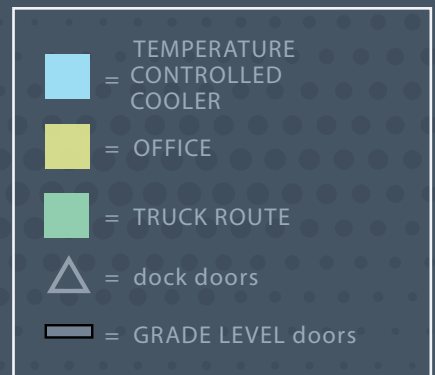 TEMPERATURE
= CONTROLLED
COOLER
= OFFICE
= TRUCK ROUTE
= dock doors
= GRADE LEVEL doors